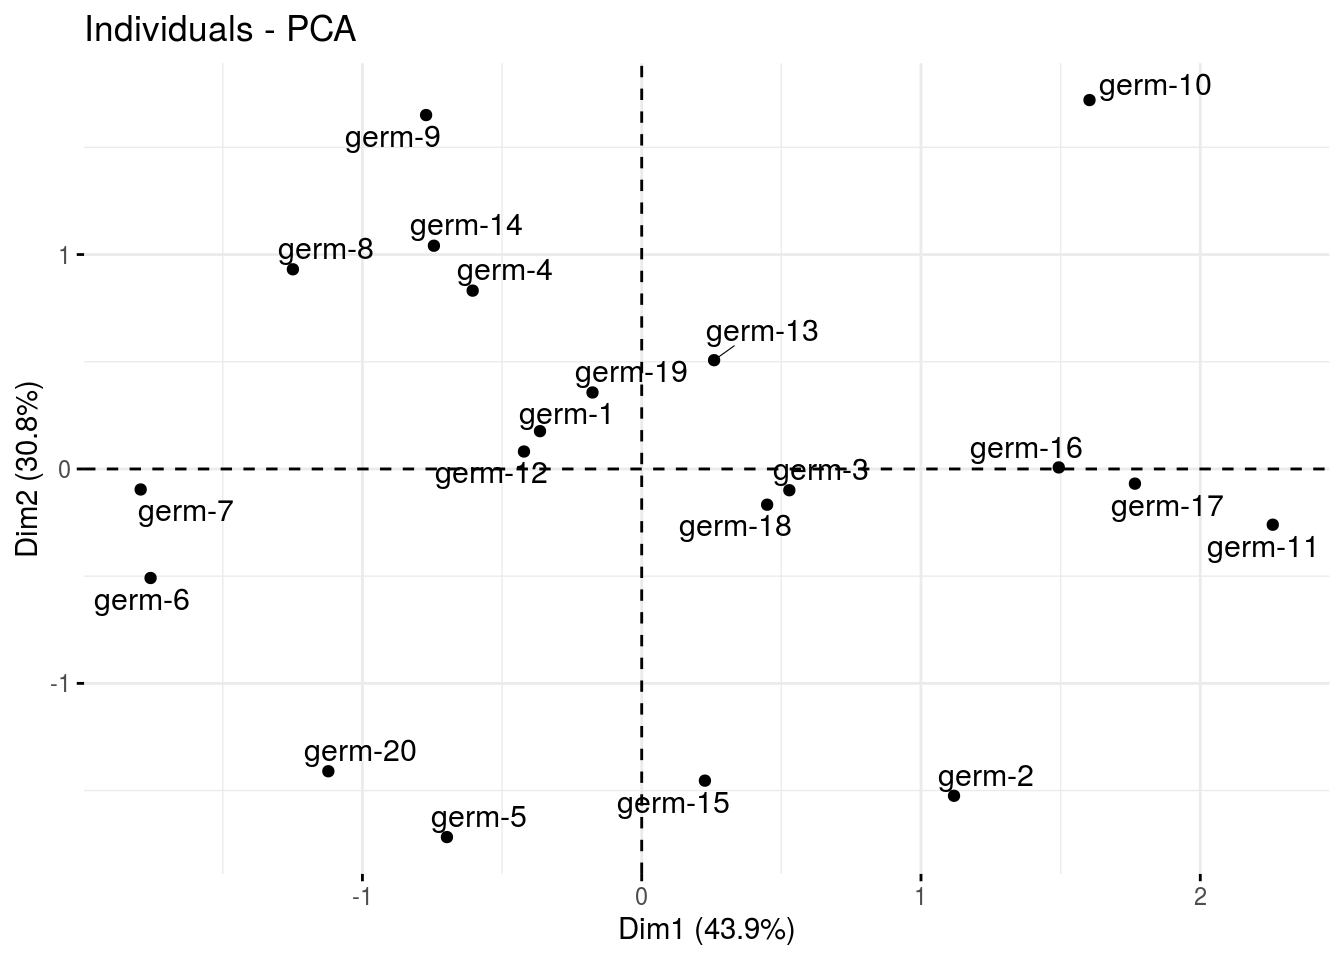 Individuals - PCA
germ-10
germ-9
germ-14
germ-8
germ-4
germ-13
germ-19
germ-1
germ-16
germ-3
germ-12
germ-7
germ-17
germ-18
germ-11
germ-6
germ-20
germ-2
germ-15
germ-5
1
0
-1
Dim2 (30.8%)
-1
0
1
2
Dim1 (43.9%)